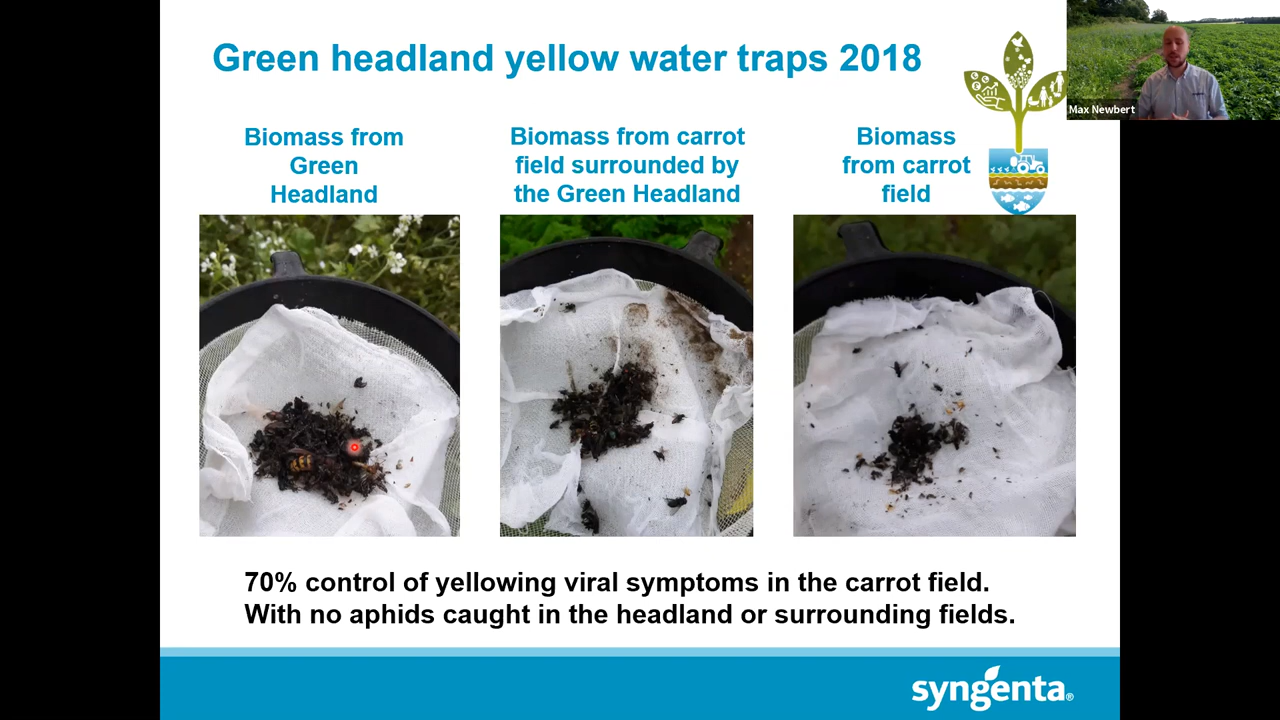 Green headland yellow water traps 2018
Max Newbert
Biomass from
Green
Headland
Biomass from carrot
field surrounded by
the Green Headland
Biomass
from carrot
field
70% control of yellowing viral symptoms in the carrot field.
With no aphids caught in the headland or surrounding fields.
syngenta®